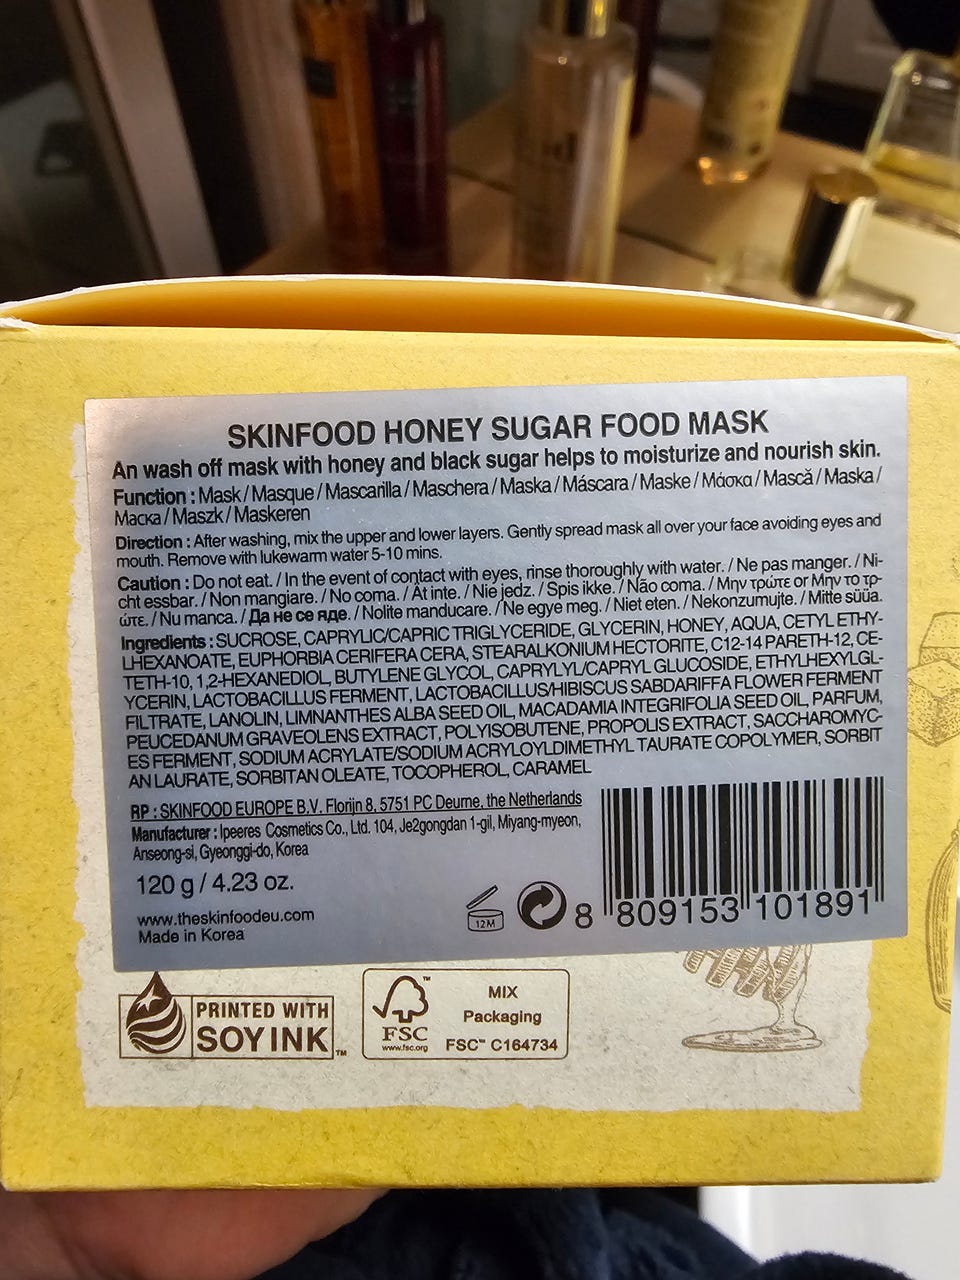 SKINFOOD HONEY SUGAR FOOD MASK
An wash off mask with honey and black sugar helps to moisturize and nourish skin.
Function : Mask / Masque / Mascarilla / Maschera / Maska / Máscara / Maske / Μάσκα / Mască / Maska /
Маска / Maszk / Maskeren
Direction : After washing, mix the upper and lower layers. Gently spread mask all over your face avoiding eyes and
mouth. Remove with lukewarm water 5-10 mins.
Caution : Do not eat. / In the event of contact with eyes, rinse thoroughly with water. / Ne pas manger. / Ni-
cht essbar. / Non mangiare. / No coma. / Ät inte. / Nie jedz. / Spis ikke. / Não coma. / Μην τρώτε or Μην το τρ-
ώτε. / Nu manca. / Да не се яде. / Nolite manducare. / Ne egye meg. / Niet eten. / Nekonzumujte. / Mitte süüa.
Ingredients : SUCROSE, CAPRYLIC/CAPRIC TRIGLYCERIDE, GLYCERIN, HONEY, AQUA, CETYL ETHY-
LHEXANOATE, EUPHORBIA CERIFERA CERA, STEARALKONIUM HECTORITE, C12-14 PARETH-12, CE-
TETH-10, 1,2-HEXANEDIOL, BUTYLENE GLYCOL, CAPRYLYL/CAPRYL GLUCOSIDE, ETHYLHEXYLGL-
YCERIN, LACTOBACILLUS FERMENT, LACTOBACILLUS/HIBISCUS SABDARIFFA FLOWER FERMENT
FILTRATE, LANOLIN, LIMNANTHES ALBA SEED OIL, MACADAMIA INTEGRIFOLIA SEED OIL, PARFUM,
PEUCEDANUM GRAVEOLENS EXTRACT, POLYISOBUTENE, PROPOLIS EXTRACT, SACCHAROMYC-
ES FERMENT, SODIUM ACRYLATE/SODIUM ACRYLOYLDIMETHYL TAURATE COPOLYMER, SORBIT
AN LAURATE, SORBITAN OLEATE, TOCOPHEROL, CARAMEL
RP : SKINFOOD EUROPE B.V. Florijn 8, 5751 PC Deurne, the Netherlands
Manufacturer : Ipeeres Cosmetics Co., Ltd. 104, Je2gongdan 1-gil, Miyang-myeon,
Anseong-si, Gyeonggi-do, Korea
120 g / 4.23 oz.
www.theskinfoodeu.com
Made in Korea
12M
8 809153 101891
PRINTED WITH
SOY INK™
FSC™
www.fsc.org
MIX
Packaging
FSC™ C164734